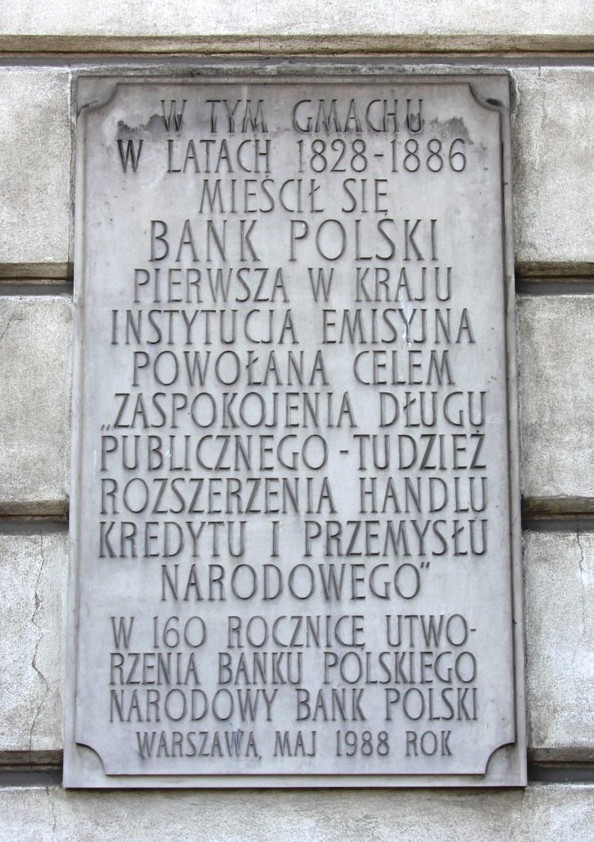 W TYM GMACHU
W LATACH 1828-1886
MIEŚCIŁ SIĘ
BANK POLSKI
PIERWSZA W KRAJU
INSTYTUCJA EMISYJNA
POWOŁANA CELEM
„ZASPOKOJENIA DŁUGU
PUBLICZNEGO - TUDZIEŻ
ROZSZERZENIA HANDLU
KREDYTU I PRZEMYSŁU
NARODOWEGO”
W 160 ROCZNICĘ UTWO-
RZENIA BANKU POLSKIEGO
NARODOWY BANK POLSKI
WARSZAWA, MAJ 1988 ROK